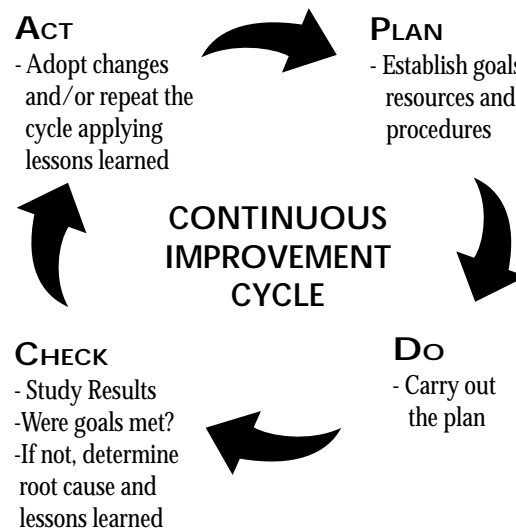 ACT
- Adopt changes
and/or repeat the
cycle applying
lessons learned
PLAN
- Establish goals
resources and
procedures
CONTINUOUS
IMPROVEMENT
CYCLE
DO
- Carry out
the plan
CHECK
- Study Results
-Were goals met?
-If not, determine
root cause and
lessons learned